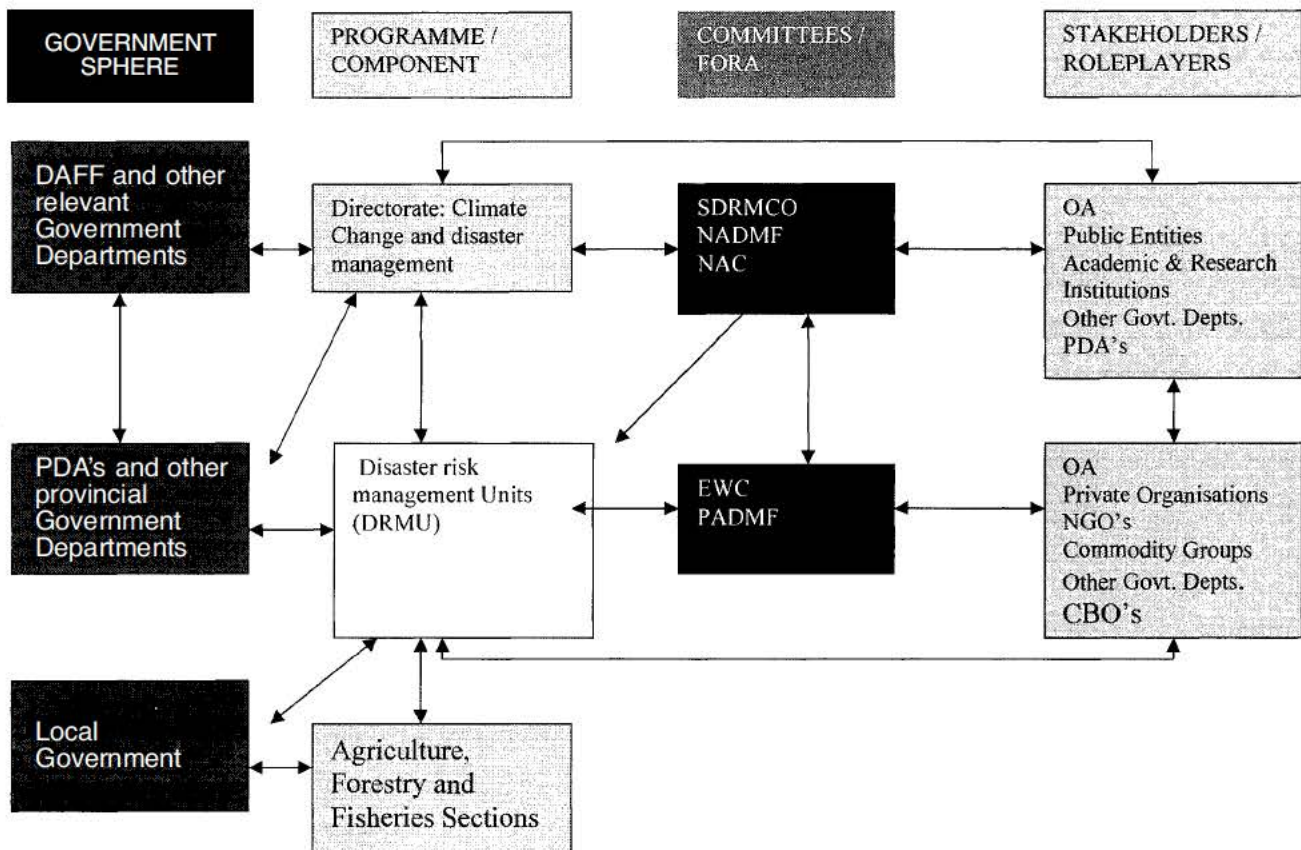 GOVERNMENT
SPHERE
PROGRAMME /
COMPONENT
COMMITTEES /
FORA
STAKEHOLDERS /
ROLEPLAYERS
DAFF and other
relevant
Government
Departments
Directorate: Climate
Change and disaster
management
SDRMCO
NADMF
NAC
OA
Public Entities
Academic & Research
Institutions
Other Govt. Depts.
PDA's
PDA's and other
provincial
Government
Departments
Disaster risk
management Units
(DRMU)
EWC
PADMF
OA
Private Organisations
NGO's
Commodity Groups
Other Govt. Depts.
CBO's
Local
Government
Agriculture,
Forestry and
Fisheries Sections